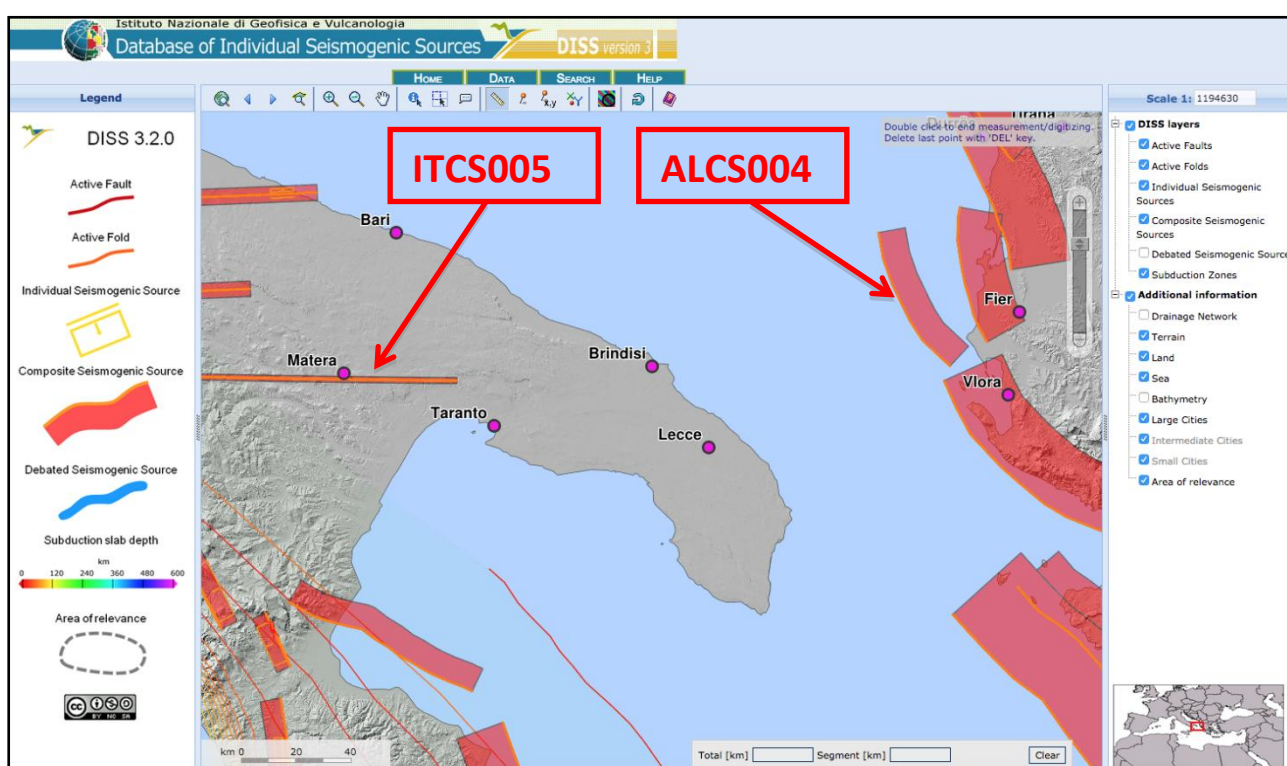 Istituto Nazionale di Geofisica e Vulcanologia
Database of Individual Seismogenic Sources
DISS version 3
HOME DATA SEARCH HELP
Legend
x,y
Scale 1: 1194630
DISS 3.2.0
Active Fault
Active Fold
Individual Seismogenic Source
Composite Seismogenic Source
Debated Seismogenic Source
Subduction slab depth
km
0 120 240 360 480 600
Area of relevance
cc
BY NC SA
Durrës
Tirana
Double click to end measurement/digitizing.
Delete last point with 'DEL' key.
ITCS005
ALCS004
Bari
Fier
Matera
Brindisi
Vlora
Taranto
Lecce
km 0 20 40
Total [km]
Segment [km]
Clear
DISS layers
Active Faults
Active Folds
Individual Seismogenic
Sources
Composite Seismogenic
Sources
Debated Seismogenic Source
Subduction Zones
Additional information
Drainage Network
Terrain
Land
Sea
Bathymetry
Large Cities
Intermediate Cities
Small Cities
Area of relevance